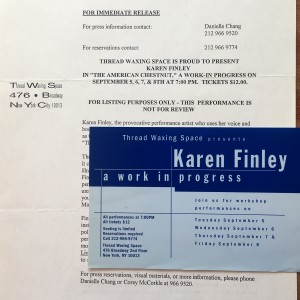 FOR IMMEDIATE RELEASE
For press information contact:
Danielle Chang
212 966 9520
For reservations contact:
212 966 9774
THREAD WAXING SPACE IS PROUD TO PRESENT
KAREN FINLEY
IN "THE AMERICAN CHESTNUT," A WORK-IN-PROGRESS ON
SEPTEMBER 5, 6, 7, & 8TH AT 7:00 PM. TICKETS $12.00.
Thread Waxing Space
476 • Broadway
New York City 10013
FOR LISTING PURPOSES ONLY - THIS PERFORMANCE IS
NOT FOR REVIEW
Karen Finley, the provocative performance artist who uses her voice and
Thread Waxing Space presents
Karen Finley
a work in progress
Join us for workshop
performances on
Tuesday September 5
Wednesday September 6
Thursday September 7 &
Friday September 8
All performances at 7:00PM
All tickets $12
Seating is limited
Reservations required
Call 212-966-9774
Thread Waxing Space
476 Broadway 2nd Floor
New York, NY 10013
For press reservations, visual materials, or more information, please phone
Danielle Chang or Corey McCorkle at 966 9520.